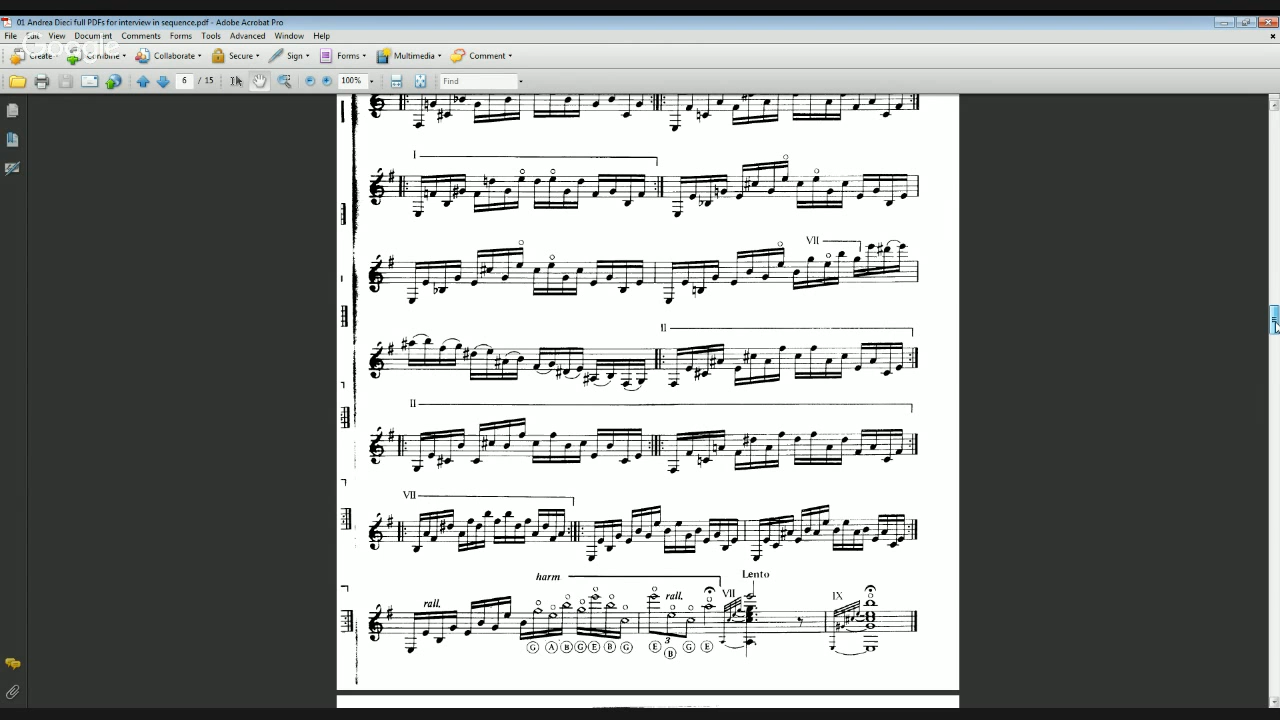 01 Andrea Dieci full PDFs for interview in sequence.pdf - Adobe Acrobat Pro
File Edit View Document Comments Forms Tools Advanced Window Help
Google
Create Combine Collaborate Secure Sign Forms Multimedia Comment
6 / 15 100% Find
I
VII
II
II
VII
harm Lento
rall. rall. VII IX
3
G A B G E B G E B G E